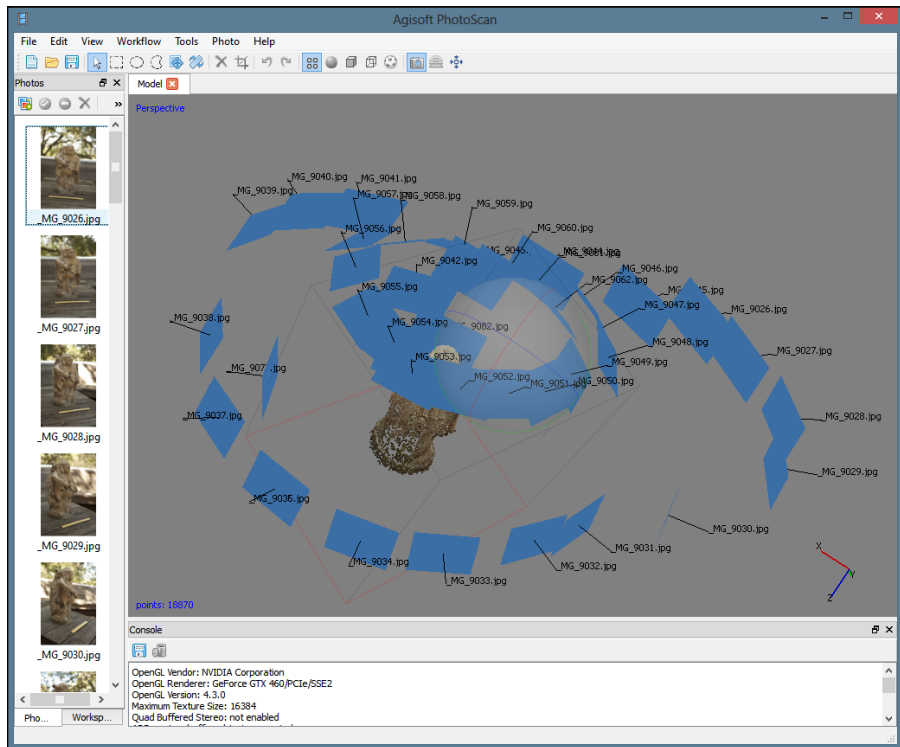 Agisoft PhotoScan
File Edit View Workflow Tools Photo Help
Photos
Model
Perspective
_MG_9026.jpg
_MG_9027.jpg
_MG_9028.jpg
_MG_9029.jpg
_MG_9030.jpg
_MG_9040.jpg
_MG_9041.jpg
_MG_9039.jpg
_MG_9057.jpg
_MG_9058.jpg
_MG_9059.jpg
_MG_9056.jpg
_MG_9060.jpg
_MG_9042.jpg
_MG_9046.jpg
_MG_9062.jpg
_MG_9055.jpg
_MG_9047.jpg
_MG_9026.jpg
_MG_9038.jpg
_MG_9054.jpg
_9082.jpg
_MG_9048.jpg
_MG_9027.jpg
_MG_9053.jpg
_MG_9049.jpg
_MG_9052.jpg
_MG_9051.jpg
_MG_9050.jpg
_MG_9037.jpg
_MG_9028.jpg
_MG_9029.jpg
_MG_9036.jpg
_MG_9030.jpg
_MG_9031.jpg
_MG_9034.jpg
_MG_9032.jpg
_MG_9033.jpg
X
Y
Z
points: 18870
Pho... Worksp...
Console
OpenGL Vendor: NVIDIA Corporation
OpenGL Renderer: GeForce GTX 460/PCIe/SSE2
OpenGL Version: 4.3.0
Maximum Texture Size: 16384
Quad Buffered Stereo: not enabled